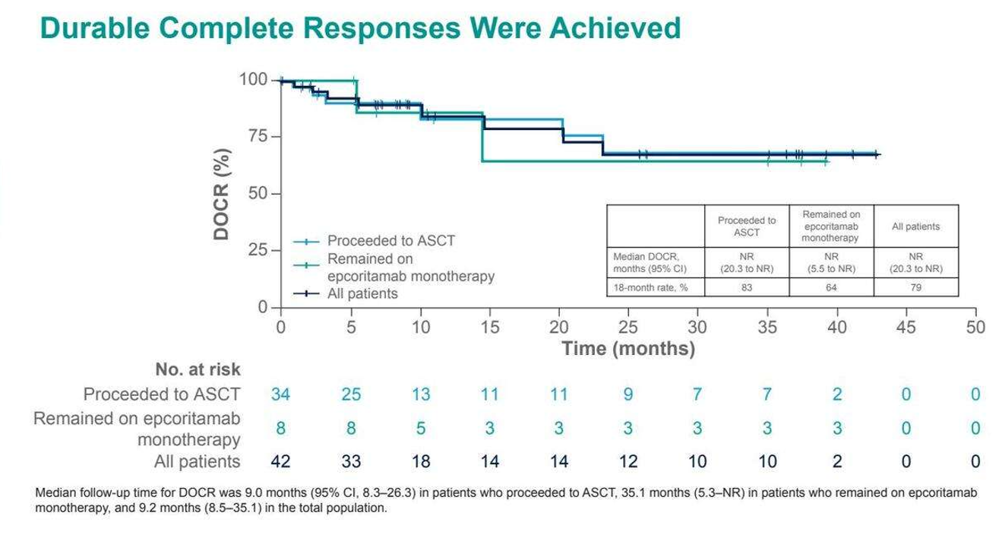 Durable Complete Responses Were Achieved
100
75
50
25
0
DOCR (%)
Proceeded to ASCT
Remained on
epcoritamab monotherapy
All patients
Proceeded to
ASCT
Remained on
epcoritamab
monotherapy
All patients
Median DOCR,
months (95% CI)
NR
(20.3 to NR)
NR
(5.5 to NR)
NR
(20.3 to NR)
18-month rate, % 83 64 79
0 5 10 15 20 25 30 35 40 45 50
Time (months)
No. at risk
Proceeded to ASCT 34 25 13 11 11 9 7 7 2 0 0
Remained on epcoritamab
monotherapy 8 8 5 3 3 3 3 3 3 0 0
All patients 42 33 18 14 14 12 10 10 2 0 0
Median follow-up time for DOCR was 9.0 months (95% CI, 8.3–26.3) in patients who proceeded to ASCT, 35.1 months (5.3–NR) in patients who remained on epcoritamab
monotherapy, and 9.2 months (8.5–35.1) in the total population.